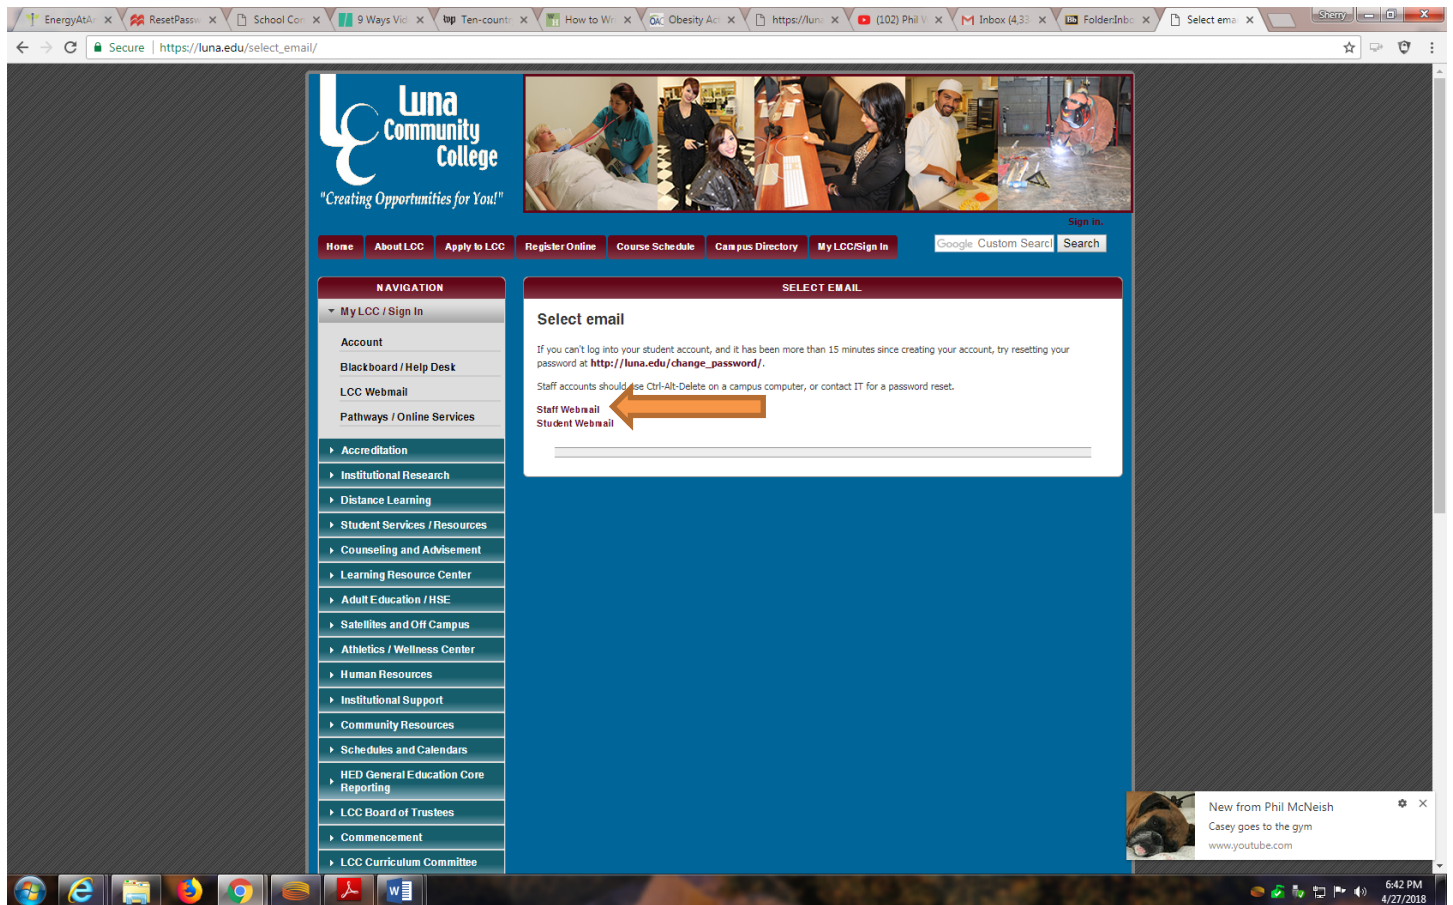 EnergyAtAr
ResetPassw
School Con
9 Ways Vid
Ten-countr
How to Wr
OAC Obesity Act
https://luna
(102) Phil V
Inbox (4,33
Bb Folder:Inbo
Select emai
Sherry
Secure | https://luna.edu/select_email/
Luna
Community
College
"Creating Opportunities for You!"
Sign in.
Home
About LCC
Apply to LCC
Register Online
Course Schedule
Campus Directory
My LCC/Sign In
Google Custom Searcl
Search
NAVIGATION
My LCC / Sign In
Account
Blackboard / Help Desk
LCC Webmail
Pathways / Online Services
Accreditation
Institutional Research
Distance Learning
Student Services / Resources
Counseling and Advisement
Learning Resource Center
Adult Education / HSE
Satellites and Off Campus
Athletics / Wellness Center
Human Resources
Institutional Support
Community Resources
Schedules and Calendars
HED General Education Core
Reporting
LCC Board of Trustees
Commencement
LCC Curriculum Committee
SELECT EMAIL
Select email
If you can't log into your student account, and it has been more than 15 minutes since creating your account, try resetting your
password at http://luna.edu/change_password/.
Staff accounts should use Ctrl-Alt-Delete on a campus computer, or contact IT for a password reset.
Staff Webmail
Student Webmail
New from Phil McNeish
Casey goes to the gym
www.youtube.com
6:42 PM
4/27/2018